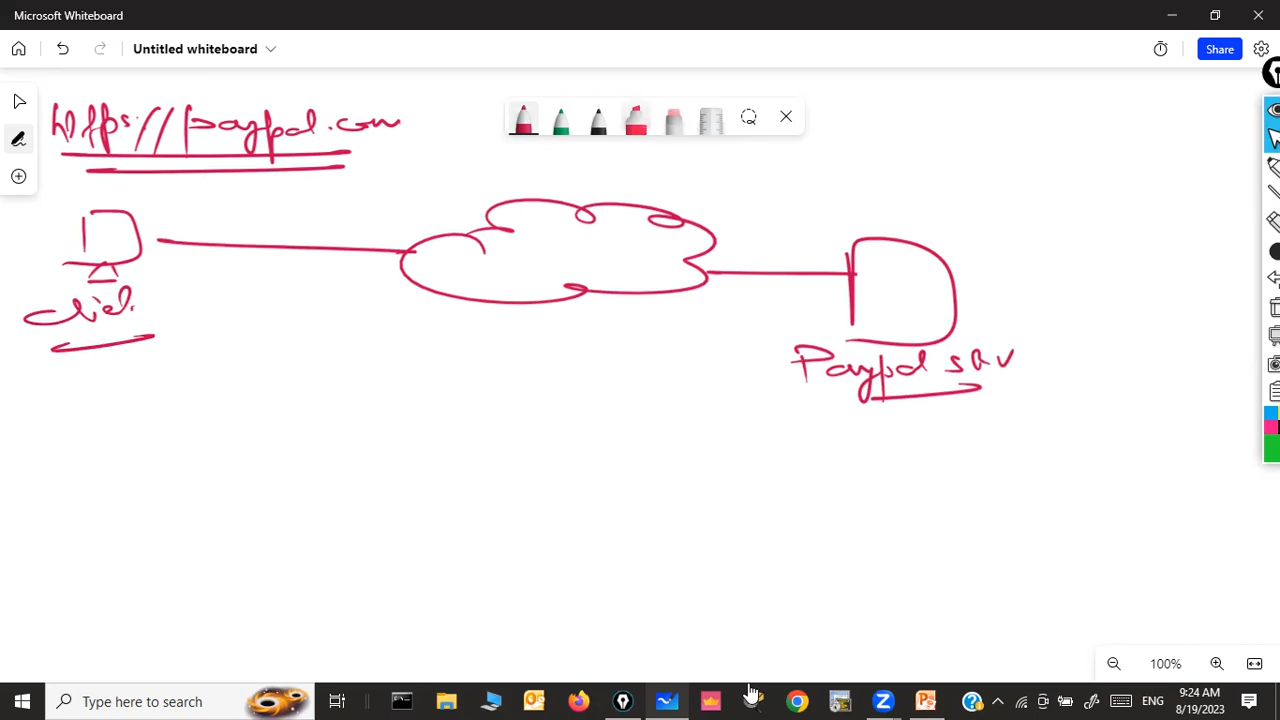 Microsoft Whiteboard
Untitled whiteboard
Share
https://paypal.com
client
Paypal SRV
100%
Type here to search
ENG
9:24 AM
8/19/2023